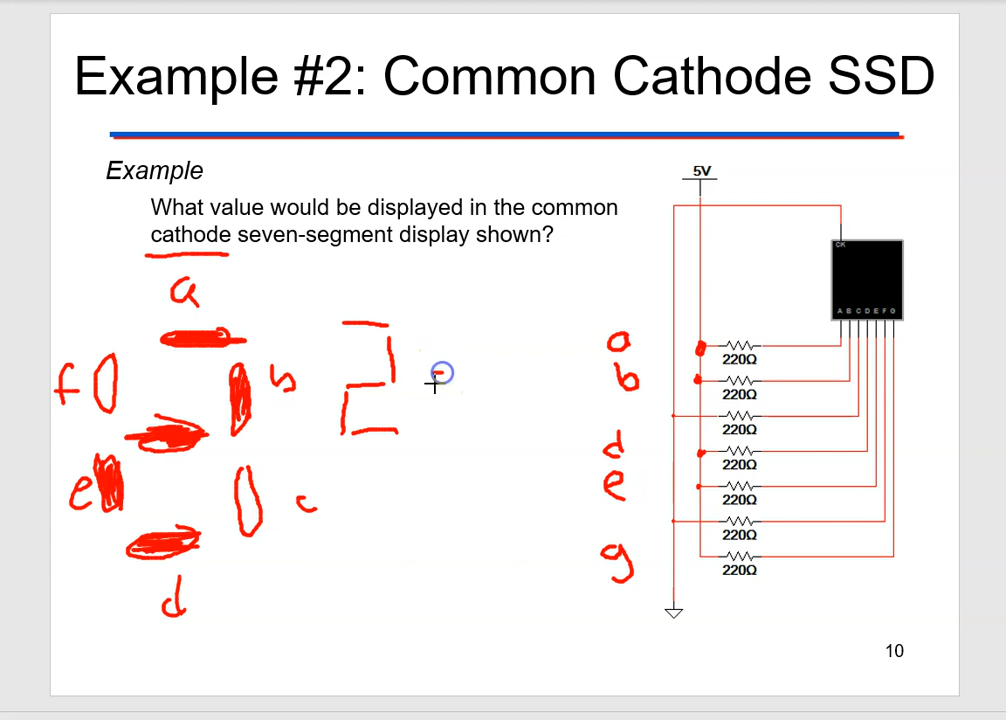 Example #2: Common Cathode SSD
Example
What value would be displayed in the common
cathode seven-segment display shown?
5V
CK
A B C D E F G
a
f
b
e
c
d
2
a
b
d
e
g
220Ω
220Ω
220Ω
220Ω
220Ω
220Ω
220Ω
10